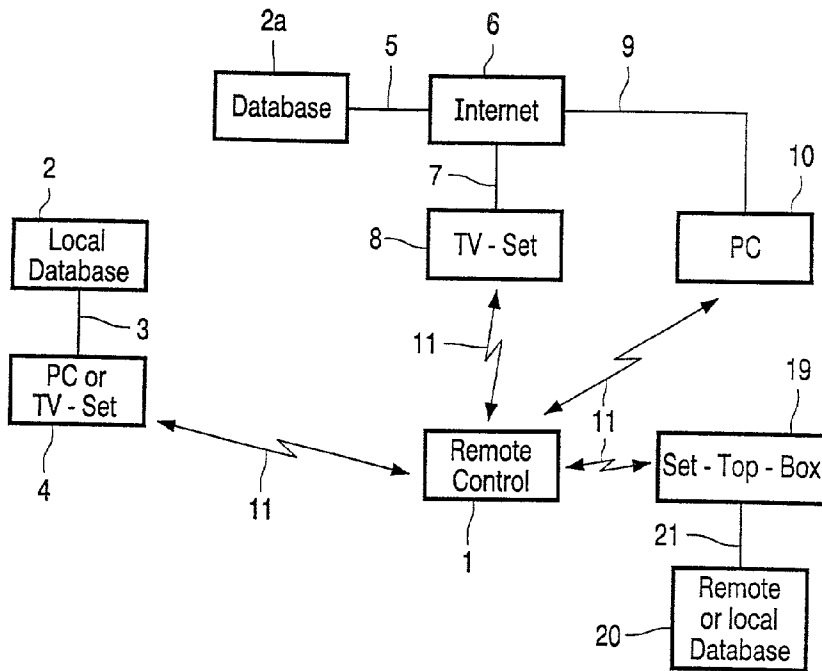 2a
5
6
9
Database
Internet
2
7
10
Local
Database
8
TV - Set
PC
3
11
19
PC or
TV - Set
11
4
11
Remote
Control
Set - Top - Box
1
21
20
Remote
or local
Database